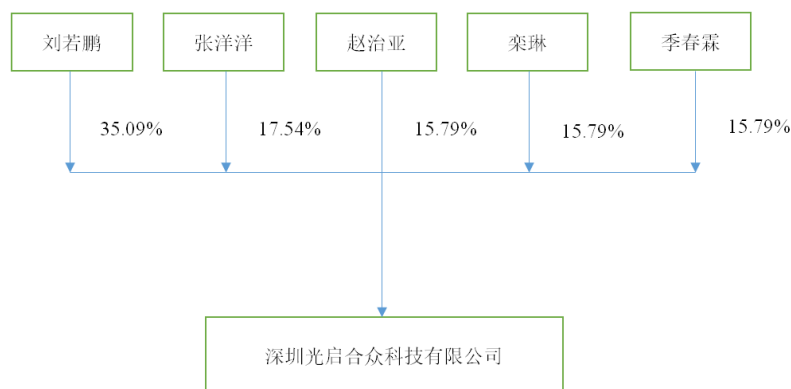 刘若鹏
张洋洋
赵治亚
栾琳
季春霖
35.09%
17.54%
15.79%
15.79%
15.79%
深圳光启合众科技有限公司